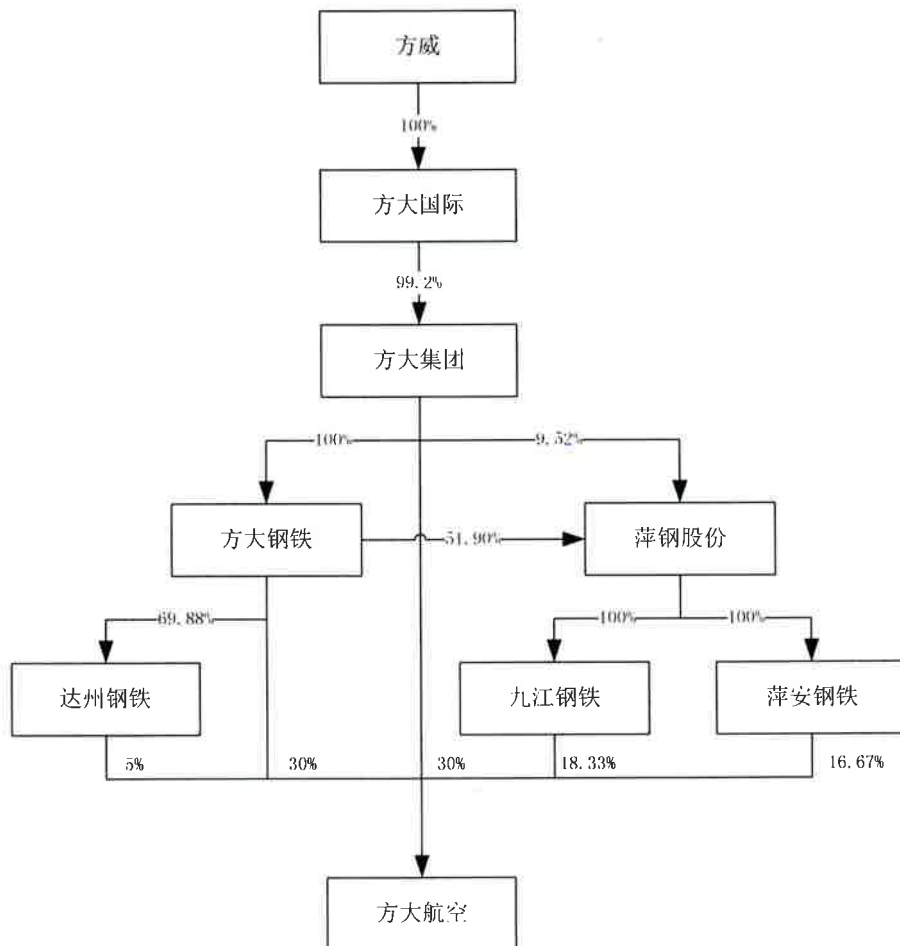 方威
100%
方大国际
99.2%
方大集团
100%
9.52%
方大钢铁
51.90%
萍钢股份
69.88%
100%
100%
达州钢铁
九江钢铁
萍安钢铁
5%
30%
30%
18.33%
16.67%
方大航空